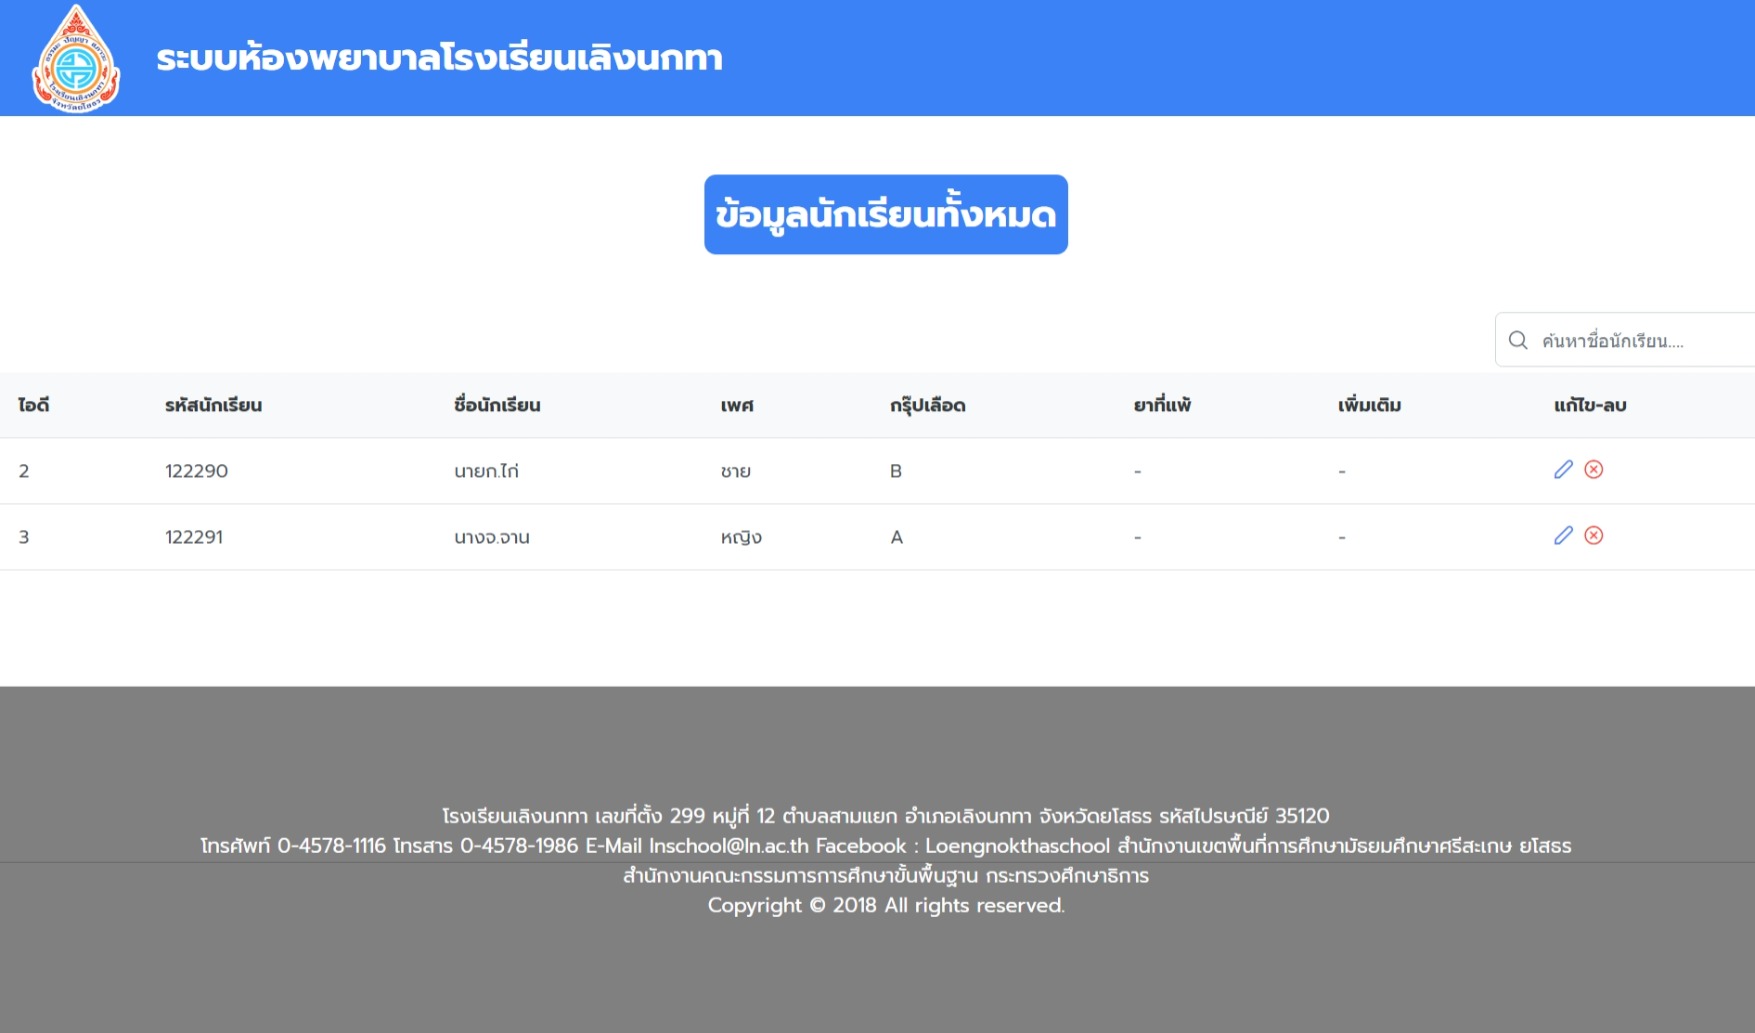 ระบบห้องพยาบาลโรงเรียนเลิงนกทา
ข้อมูลนักเรียนทั้งหมด
ค้นหาชื่อนักเรียน....
ไอดี รหัสนักเรียน ชื่อนักเรียน เพศ กรุ๊ปเลือด ยาที่แพ้ เพิ่มเติม แก้ไข-ลบ
2 122290 นายก.ไก่ ชาย B - -
3 122291 นางจ.จาน หญิง A - -
โรงเรียนเลิงนกทา เลขที่ตั้ง 299 หมู่ที่ 12 ตำบลสามแยก อำเภอเลิงนกทา จังหวัดยโสธร รหัสไปรษณีย์ 35120
โทรศัพท์ 0-4578-1116 โทรสาร 0-4578-1986 E-Mail lnschool@ln.ac.th Facebook : Loengnokthaschool สำนักงานเขตพื้นที่การศึกษามัธยมศึกษาศรีสะเกษ ยโสธร
สำนักงานคณะกรรมการการศึกษาขั้นพื้นฐาน กระทรวงศึกษาธิการ
Copyright © 2018 All rights reserved.